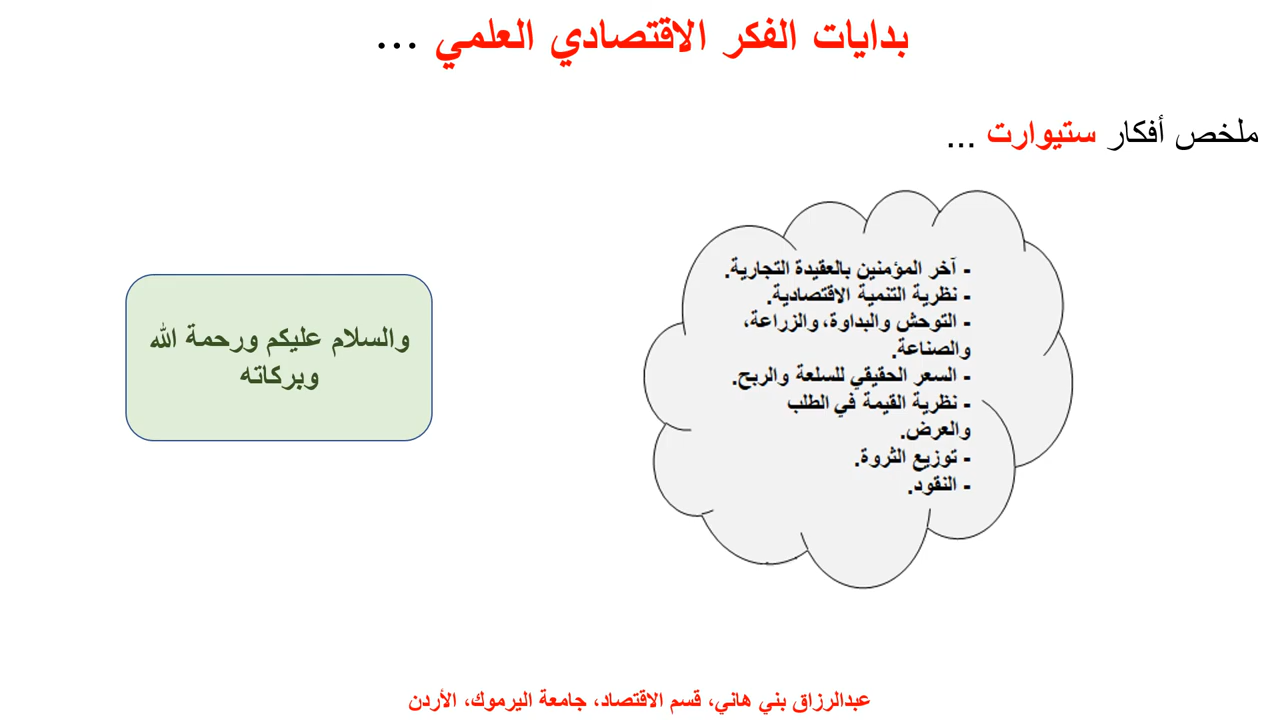 بدايات الفكر الاقتصادي العلمي ...
ملخص أفكار ستيوارت ...
- آخر المؤمنين بالعقيدة التجارية.
- نظرية التنمية الاقتصادية.
- التوحش والبداوة، والزراعة،
والصناعة.
- السعر الحقيقي للسلعة والربح.
- نظرية القيمة في الطلب
والعرض.
- توزيع الثروة.
- النقود.
والسلام عليكم ورحمة الله
وبركاته
عبدالرزاق بني هاني، قسم الاقتصاد، جامعة اليرموك، الأردن